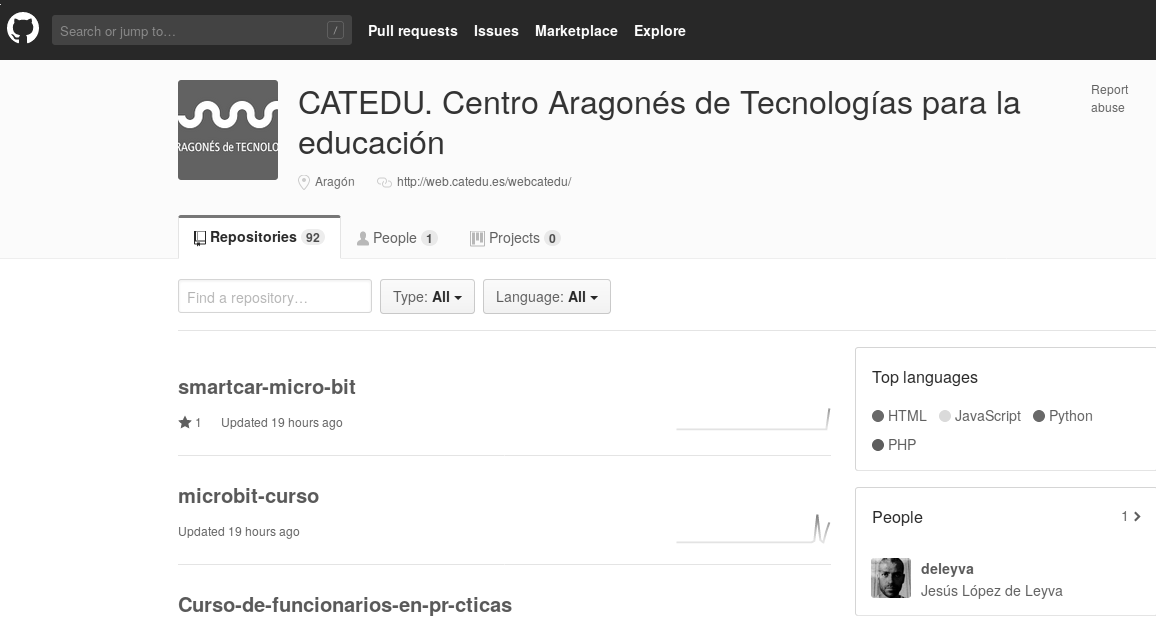 Search or jump to…
/
Pull requests Issues Marketplace Explore
CATEDU. Centro Aragonés de Tecnologías para la
educación
Report
abuse
RAGONÉS de TECNOLO
Aragón http://web.catedu.es/webcatedu/
Repositories 92 People 1 Projects 0
Find a repository… Type: All Language: All
smartcar-micro-bit
1 Updated 19 hours ago
microbit-curso
Updated 19 hours ago
Curso-de-funcionarios-en-pr-cticas
Top languages
HTML JavaScript Python
PHP
People 1
deleyva
Jesús López de Leyva